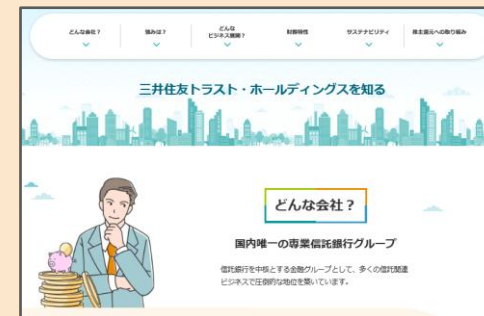 どんな会社？
強みは？
どんな
ビジネス展開？
財務特性
サステナビリティ
株主還元への取り組み
三井住友トラスト・ホールディングスを知る
どんな会社？
国内唯一の専業信託銀行グループ
信託銀行を中核とする金融グループとして、多くの信託関連
ビジネスで圧倒的な地位を築いています。